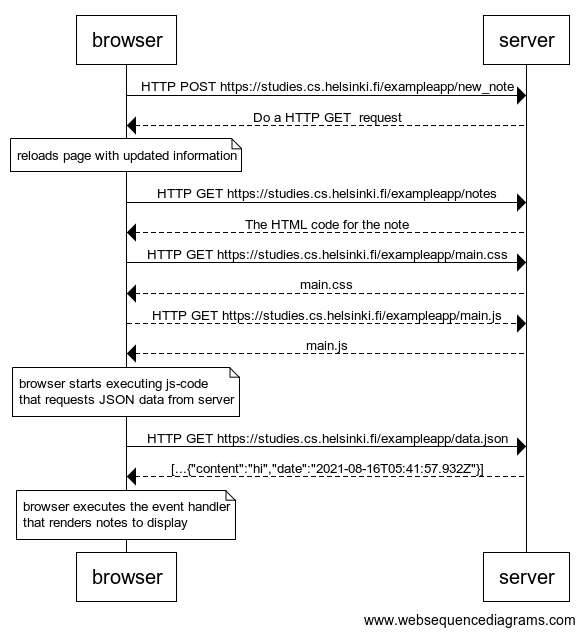 browser
server
HTTP POST https://studies.cs.helsinki.fi/exampleapp/new_note
Do a HTTP GET  request
reloads page with updated information
HTTP GET https://studies.cs.helsinki.fi/exampleapp/notes
The HTML code for the note
HTTP GET https://studies.cs.helsinki.fi/exampleapp/main.css
main.css
HTTP GET https://studies.cs.helsinki.fi/exampleapp/main.js
main.js
browser starts executing js-code
that requests JSON data from server
HTTP GET https://studies.cs.helsinki.fi/exampleapp/data.json
[...{"content":"hi","date":"2021-08-16T05:41:57.932Z"}]
browser executes the event handler
that renders notes to display
browser
server
www.websequencediagrams.com